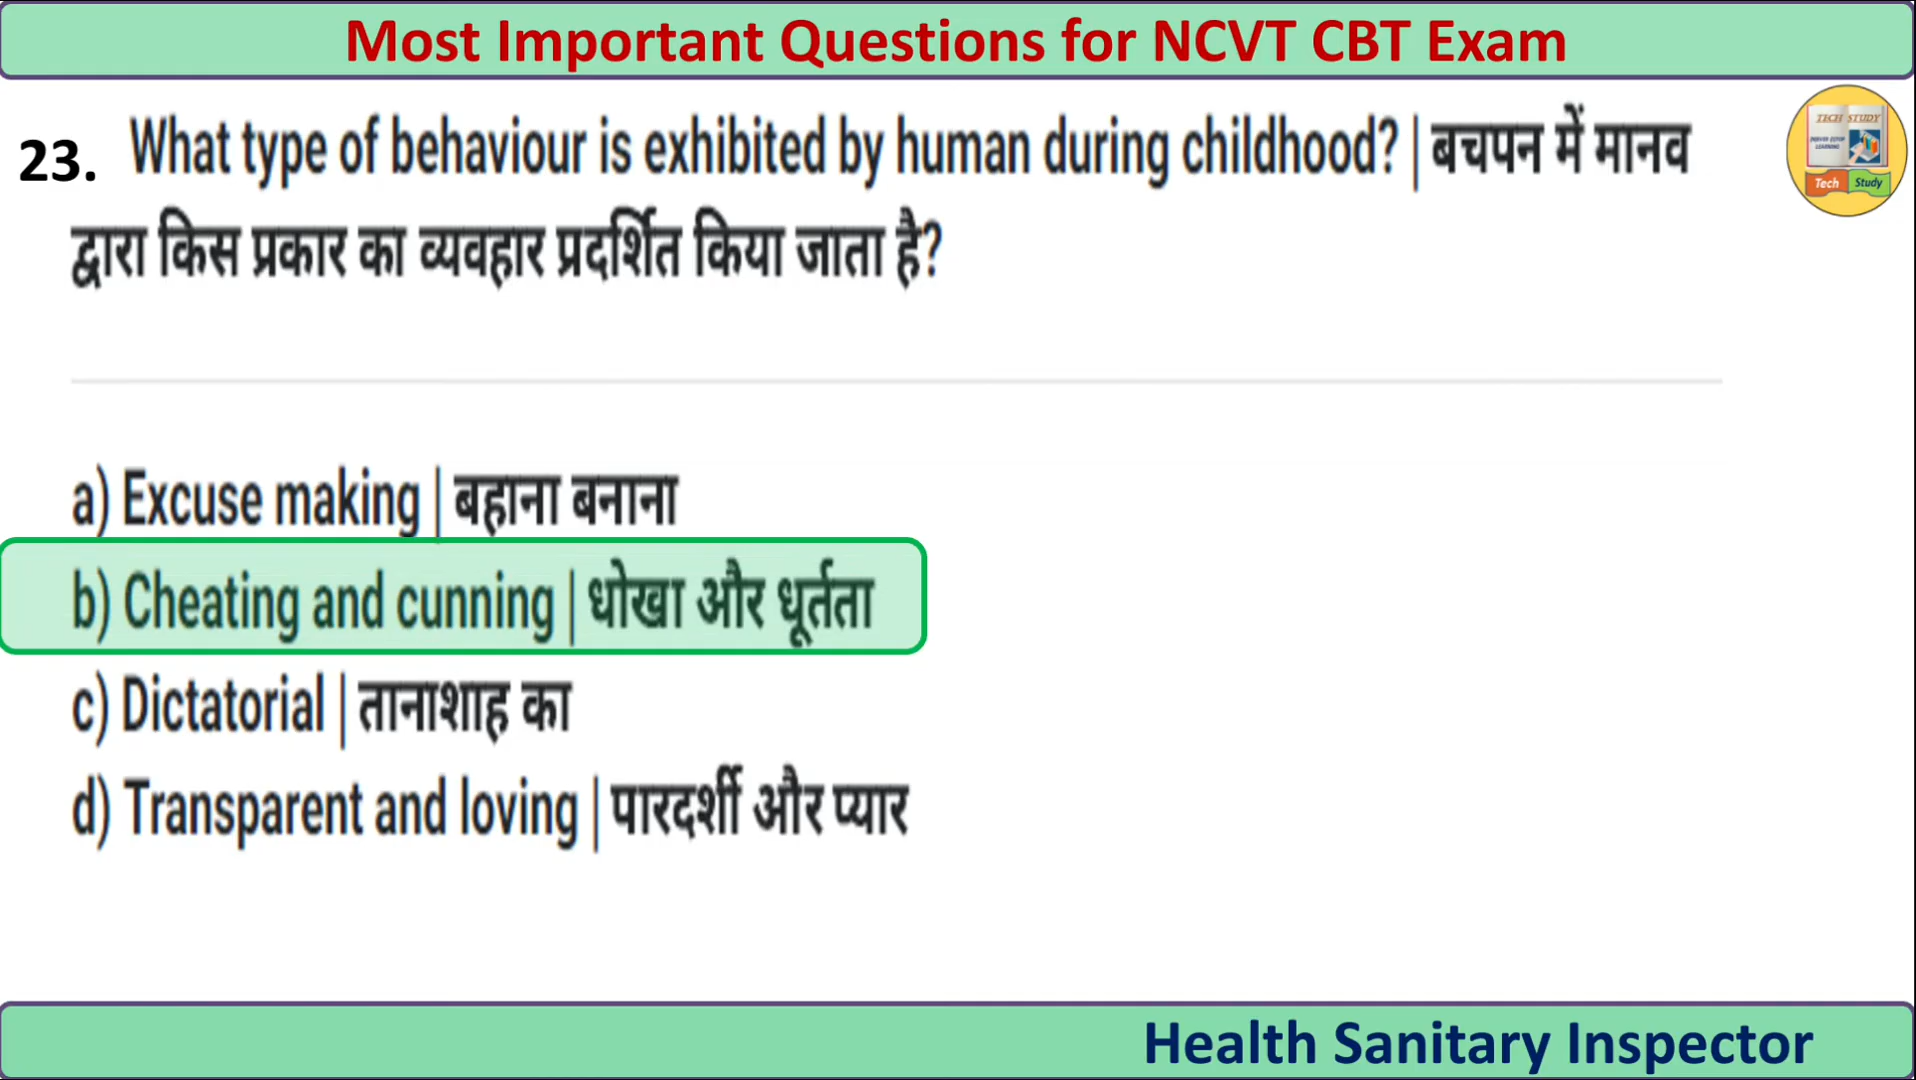 Most Important Questions for NCVT CBT Exam
23. What type of behaviour is exhibited by human during childhood? | बचपन में मानव
द्वारा किस प्रकार का व्यवहार प्रदर्शित किया जाता है?
TECH STUDY
LEARNING
Tech Study
a) Excuse making | बहाना बनाना
b) Cheating and cunning | धोखा और धूर्तता
c) Dictatorial | तानाशाह का
d) Transparent and loving | पारदर्शी और प्यार
Health Sanitary Inspector